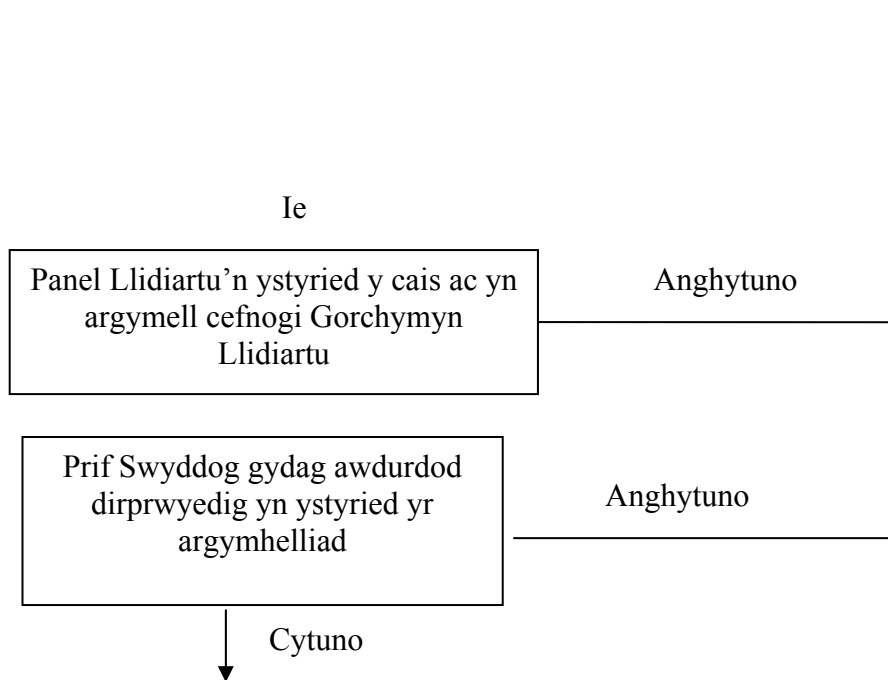 Ie
Panel Llidiartu’n ystyried y cais ac yn
argymell cefnogi Gorchymyn
Llidiartu
Anghytuno
Prif Swyddog gydag awdurdod
dirprwyedig yn ystyried yr
argymhelliad
Anghytuno
Cytuno